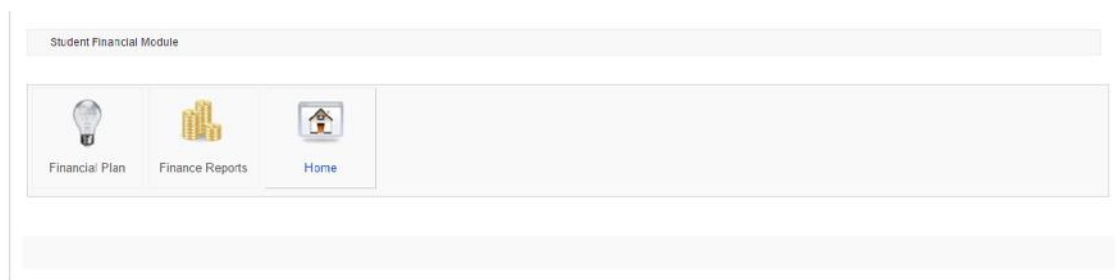 Student Financial Module
Financial Plan
Finance Reports
Home